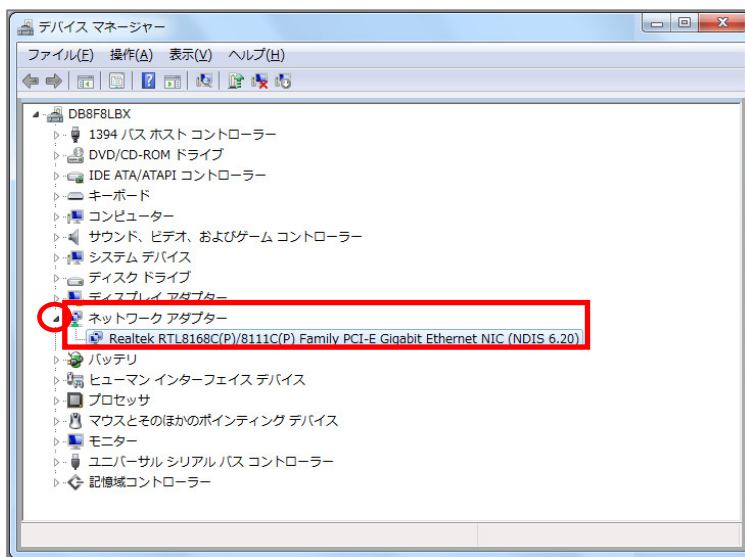 デバイス マネージャー
ファイル(F) 操作(A) 表示(V) ヘルプ(H)
DB8F8LBX
1394 バス ホスト コントローラー
DVD/CD-ROM ドライブ
IDE ATA/ATAPI コントローラー
キーボード
コンピューター
サウンド、ビデオ、およびゲーム コントローラー
システム デバイス
ディスク ドライブ
ディスプレイ アダプター
ネットワーク アダプター
Realtek RTL8168C(P)/8111C(P) Family PCI-E Gigabit Ethernet NIC (NDIS 6.20)
バッテリ
ヒューマン インターフェイス デバイス
プロセッサ
マウスとそのほかのポインティング デバイス
モニター
ユニバーサル シリアル バス コントローラー
記憶域コントローラー